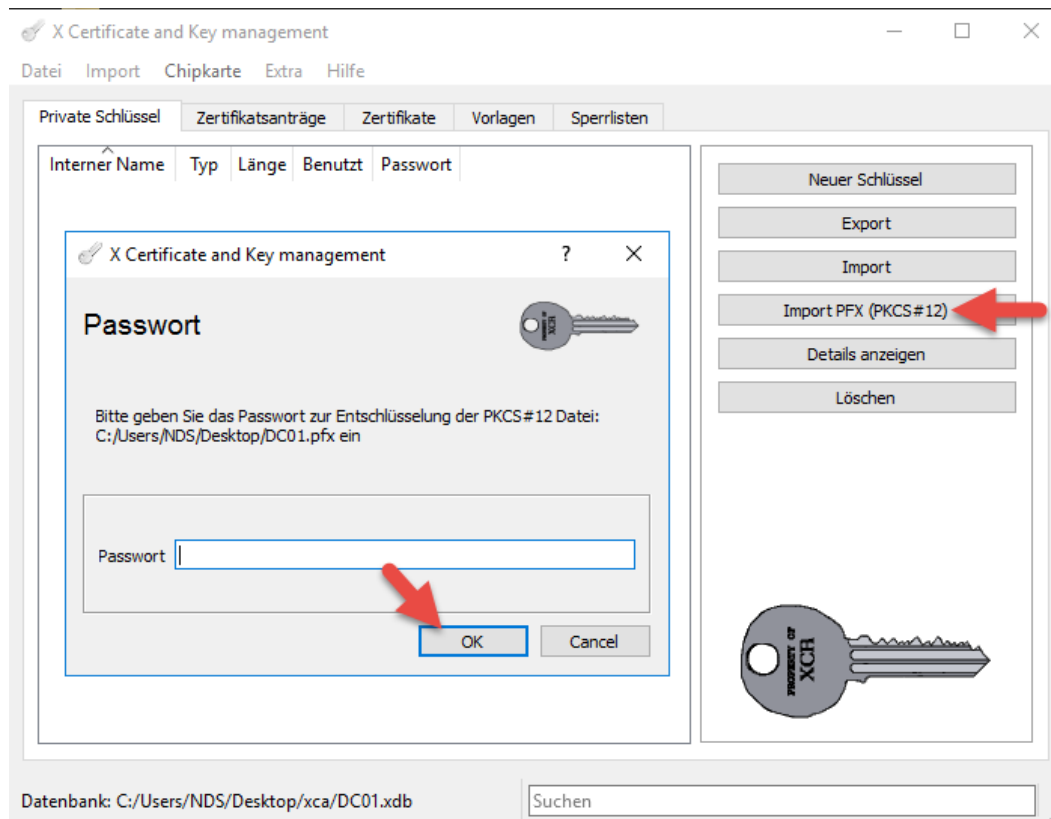 X Certificate and Key management
Datei Import Chipkarte Extra Hilfe
Private Schlüssel Zertifikatsanträge Zertifikate Vorlagen Sperrlisten
Interner Name Typ Länge Benutzt Passwort
Neuer Schlüssel
Export
Import
Import PFX (PKCS#12)
Details anzeigen
Löschen
X Certificate and Key management ?
Passwort
PROPERTY OF
XCA
Bitte geben Sie das Passwort zur Entschlüsselung der PKCS#12 Datei:
C:/Users/NDS/Desktop/DC01.pfx ein
Passwort
OK Cancel
PROPERTY OF
XCA
Datenbank: C:/Users/NDS/Desktop/xca/DC01.xdb
Suchen